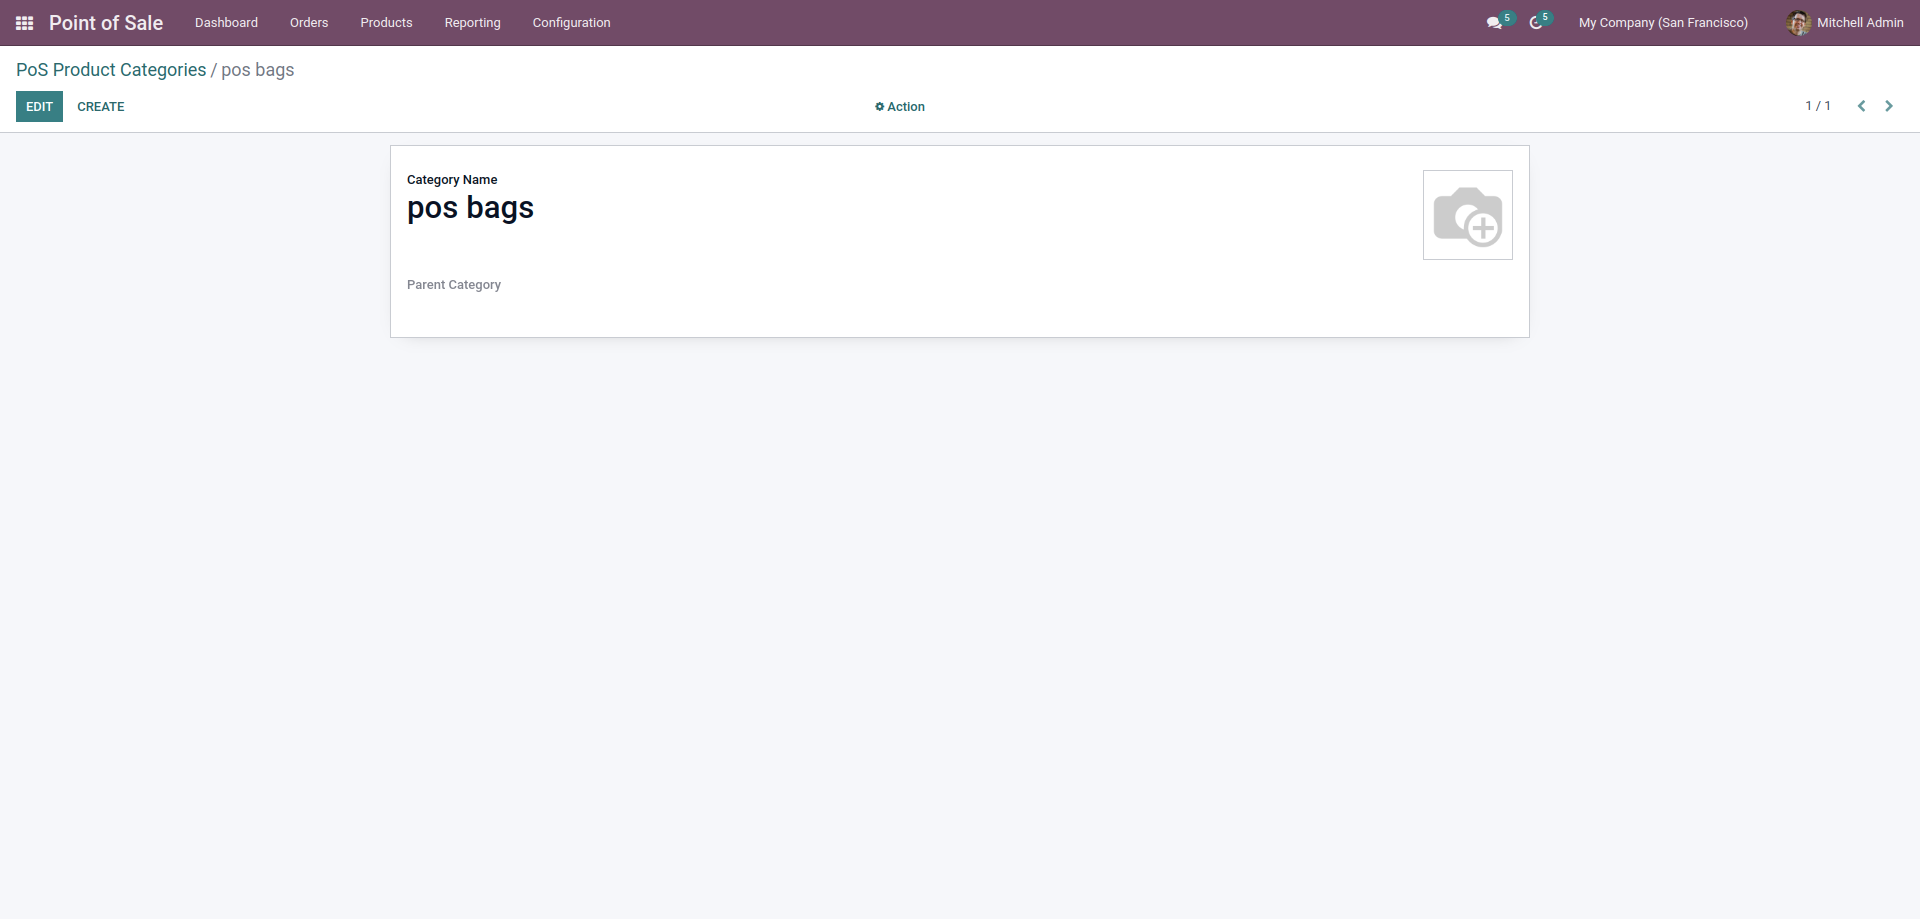 Point of Sale Dashboard Orders Products Reporting Configuration 5 5 My Company (San Francisco) Mitchell Admin
PoS Product Categories / pos bags
EDIT CREATE Action 1 / 1
Category Name
pos bags
Parent Category